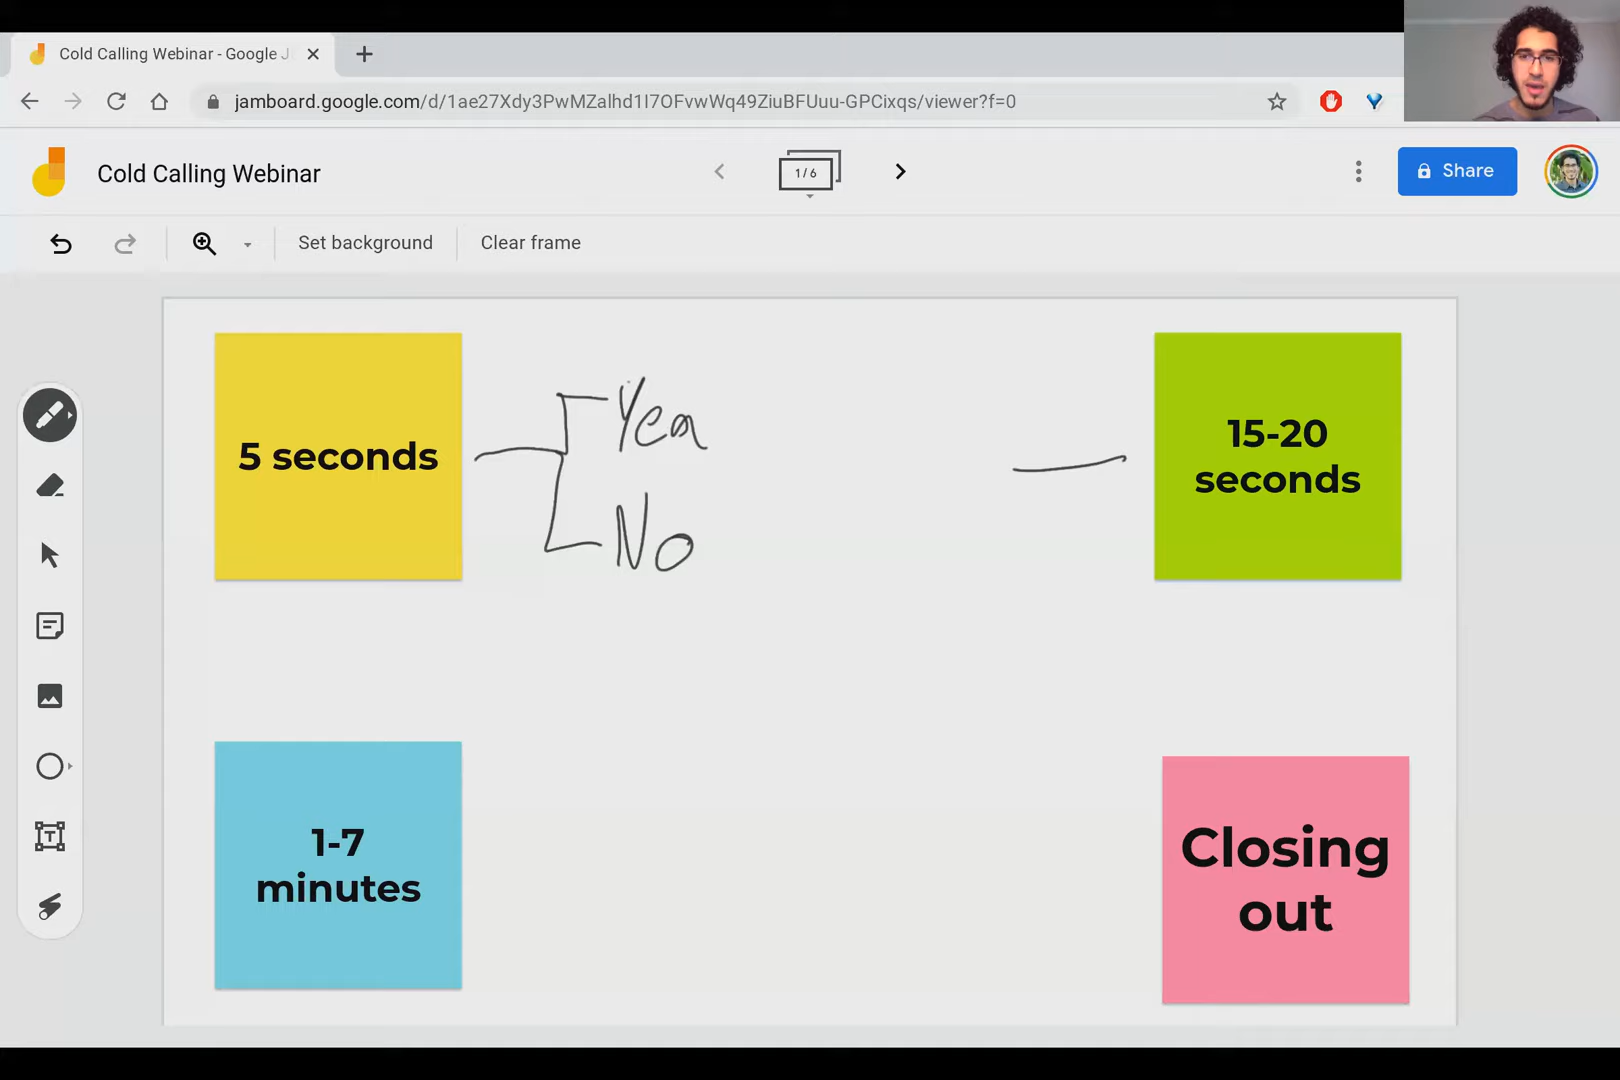 Cold Calling Webinar - Google J
jamboard.google.com/d/1ae27Xdy3PwMZalhd1I7OFvwWq49ZiuBFUuu-GPCixqs/viewer?f=0
Cold Calling Webinar
1/6
Share
Set background
Clear frame
5 seconds
Yea
No
15-20
seconds
1-7
minutes
Closing
out